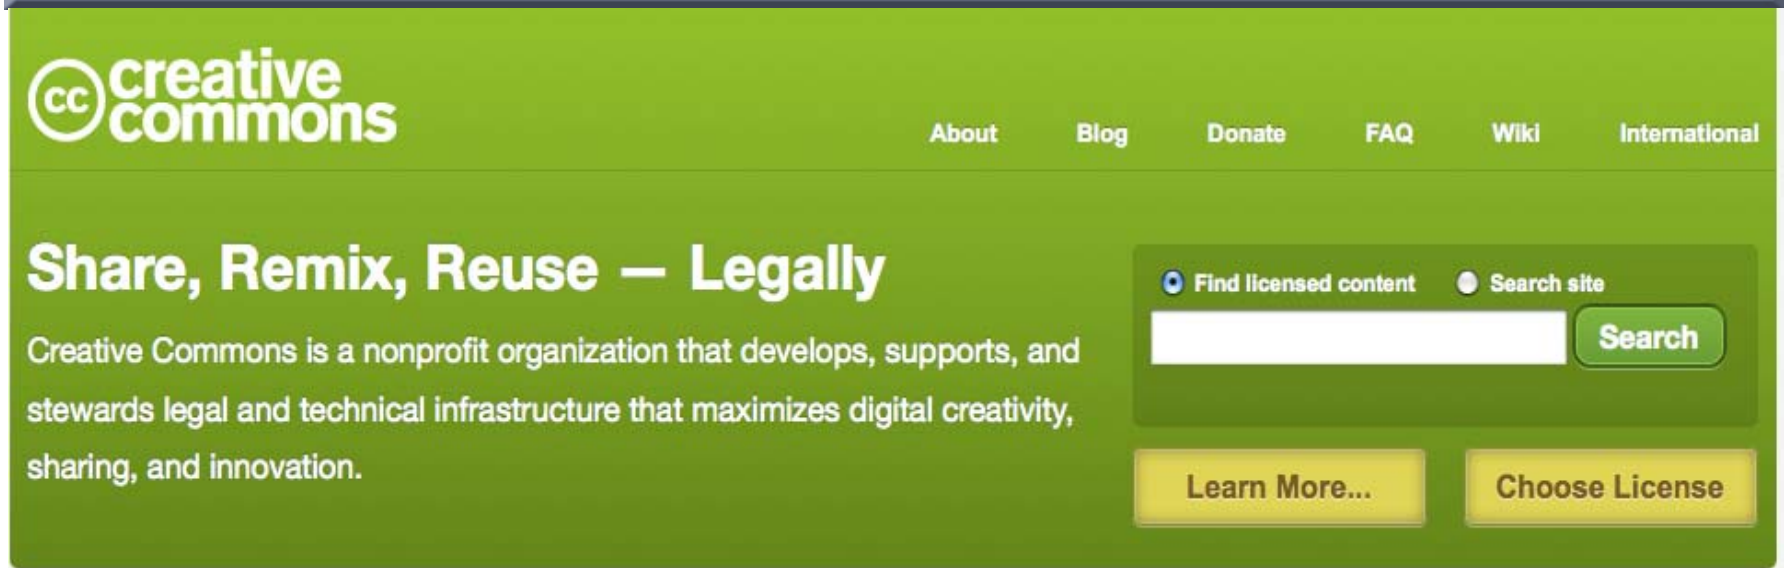 cc creative
commons
About Blog Donate FAQ Wiki International
Share, Remix, Reuse — Legally
Creative Commons is a nonprofit organization that develops, supports, and
stewards legal and technical infrastructure that maximizes digital creativity,
sharing, and innovation.
Find licensed content Search site
Search
Learn More... Choose License